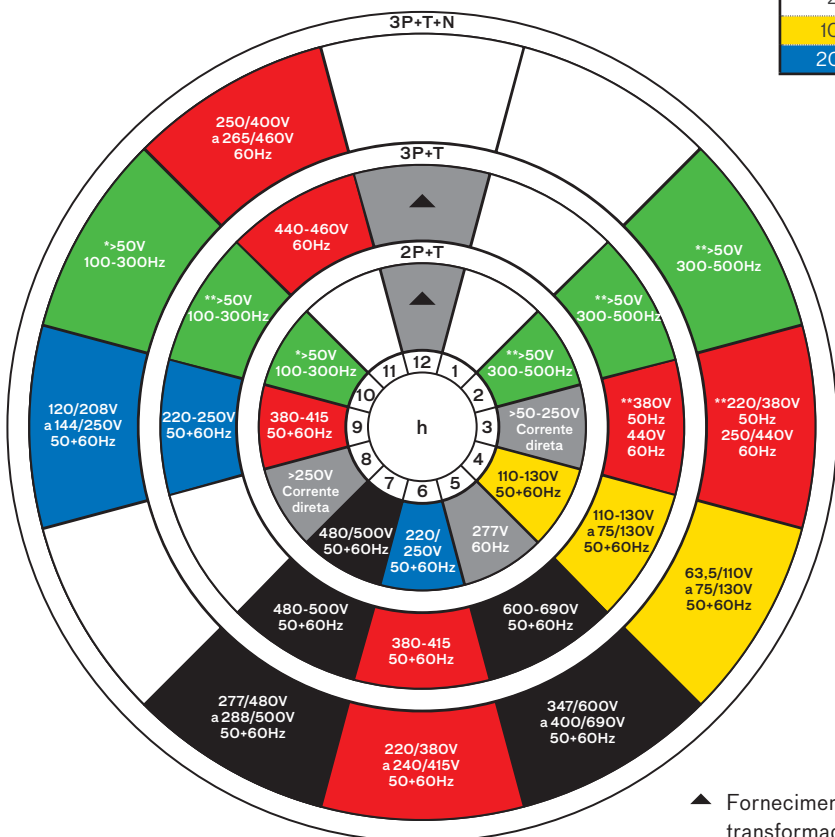 3P+T+N
250/400V
a 265/460V
60Hz
*>50V
100-300Hz
**>50V
300-500Hz
120/208V
a 144/250V
50+60Hz
**220/380V
50Hz
250/440V
60Hz
63,5/110V
a 75/130V
50+60Hz
277/480V
a 288/500V
50+60Hz
347/600V
a 400/690V
50+60Hz
220/380V
a 240/415V
50+60Hz
3P+T
440-460V
60Hz
**>50V
100-300Hz
**>50V
300-500Hz
220-250V
50+60Hz
**380V
50Hz
440V
60Hz
110-130V
a 75/130V
50+60Hz
480-500V
50+60Hz
600-690V
50+60Hz
380-415
50+60Hz
2P+T
*>50V
100-300Hz
**>50V
300-500Hz
380-415
50+60Hz
>50-250V
Corrente
direta
>250V
Corrente
direta
110-130V
50+60Hz
480/500V
50+60Hz
220/
250V
50+60Hz
277V
60Hz
12
1
2
3
4
5
6
7
8
9
10
11
h
10
20
▲ Fornecimen
transformad